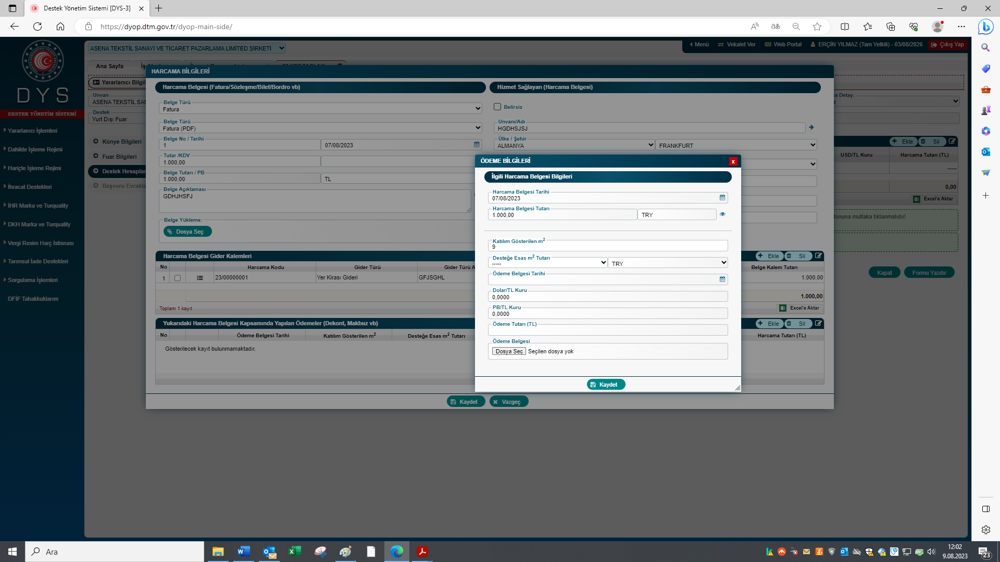 Destek Yönetim Sistemi [DYS-3]
https://dyop.dtm.gov.tr/dyop-main-side/
ASENA TEKSTİL SANAYİ VE TİCARET PAZARLAMA LİMİTED ŞİRKETİ
Menü
Vekalet Ver
Web Portal
ERÇİN YILMAZ (Tam Yetkili) - 03/08/2026
Çıkış Yap
DYS
DESTEK YÖNETİM SİSTEMİ
Yararlanıcı İşlemleri
Dahilde İşleme Rejimi
Hariçte İşleme Rejimi
İhracat Destekleri
İHR Marka ve Turquality
DKH Marka ve Turquality
Vergi Resim Harç İstisnası
Tarımsal İade Destekleri
Sorgulama İşlemleri
DFİF Tahakkuklarım
Ana Sayfa
Yararlanıcı Bilgil
Unvan
ASENA TEKSTİL SAN
Destek
Yurt Dışı Fuar
Künye Bilgileri
Fuar Bilgileri
Destek Hesaplan
Başvuru Evrakla
HARCAMA BİLGİLERİ
Harcama Belgesi (Fatura/Sözleşme/Bilet/Bordro vb)
Belge Türü
Fatura
Belge Türü
Fatura (PDF)
Belge No / Tarihi
1
07/08/2023
Tutar /KDV
1.000,00
Belge Tutarı / PB
1.000,00
TL
Belge Açıklaması
GDHJHSFJ
Belge Yükleme:
Dosya Seç
Hizmet Sağlayan (Harcama Belgesi)
Belirsiz
Unvanı/Adı
HGDHSJSJ
Ülke / Şehir
ALMANYA
FRANKFURT
Harcama Belgesi Gider Kalemleri
Ekle
Sil
No
Harcama Kodu
Gider Türü
Gider Türü A
Belge Kalem Tutarı
1
23/00000001
Yer Kirası Gideri
GFJSGHL
1.000,00
1.000,00
Toplam 1 kayıt
Excel'e Aktar
Yukarıdaki Harcama Belgesi Kapsamında Yapılan Ödemeler (Dekont, Makbuz vb)
Ekle
Sil
No
Ödeme Belgesi Tarihi
Katılım Gösterilen m2
Desteğe Esas m2 Tutarı
Harcama Tutarı (TL)
Gösterilecek kayıt bulunmamaktadır.
Kaydet
Vazgeç
ÖDEME BİLGİLERİ
x
İlgili Harcama Belgesi Bilgileri
Harcama Belgesi Tarihi
07/08/2023
Harcama Belgesi Tutarı
1.000,00
TRY
Katılım Gösterilen m2
9
Desteğe Esas m2 Tutarı
-----
TRY
Ödeme Belgesi Tarihi
Dolar/TL Kuru
0,0000
PB/TL Kuru
0,0000
Ödeme Tutarı (TL)
Ödeme Belgesi
Dosya Seç Seçilen dosya yok
Kaydet
a Detay:
Ekle
Sil
USD/TL Kuru
Harcama Tutarı (TL)
-----
0,00
Excel'e Aktar
onuna mutlaka tıklanmalıdır!
Kapat
Formu Yazdır
Ara
12:02
9.08.2023
23